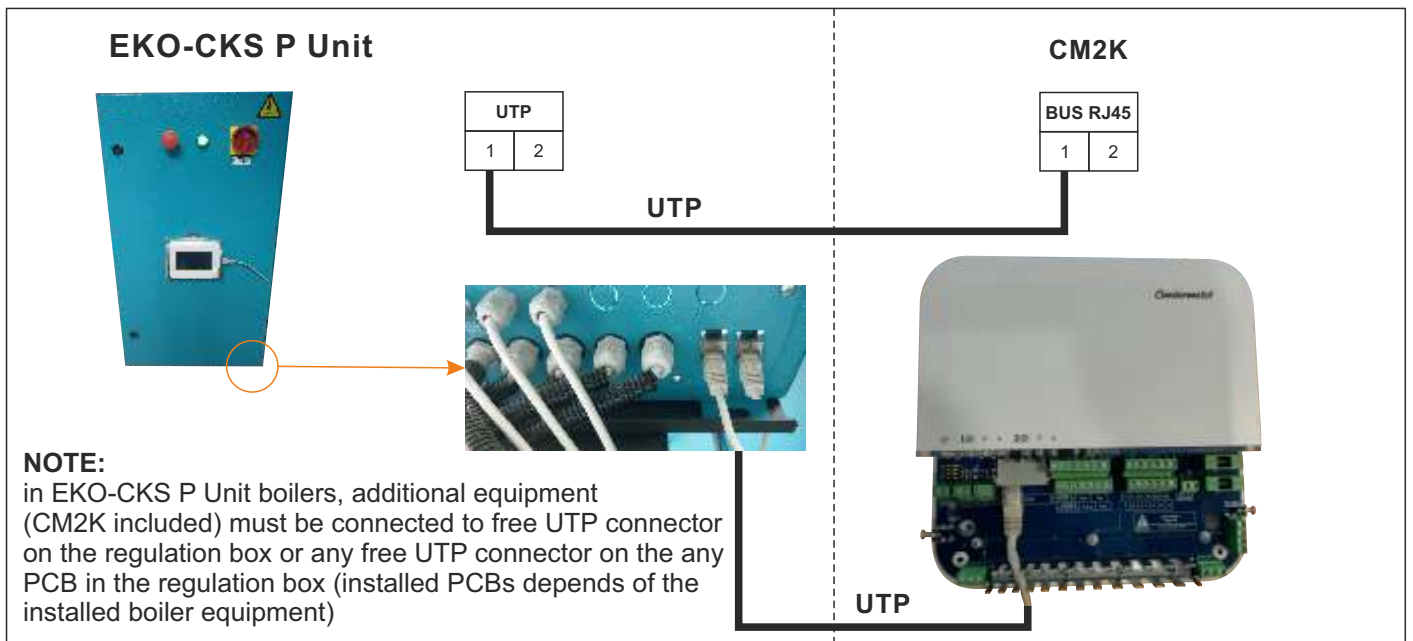 EKO-CKS P Unit
CM2K
UTP
1 2
BUS RJ45
1 2
UTP
Centrometal
NOTE:
in EKO-CKS P Unit boilers, additional equipment
(CM2K included) must be connected to free UTP connector
on the regulation box or any free UTP connector on the any
PCB in the regulation box (installed PCBs depends of the
installed boiler equipment)
UTP